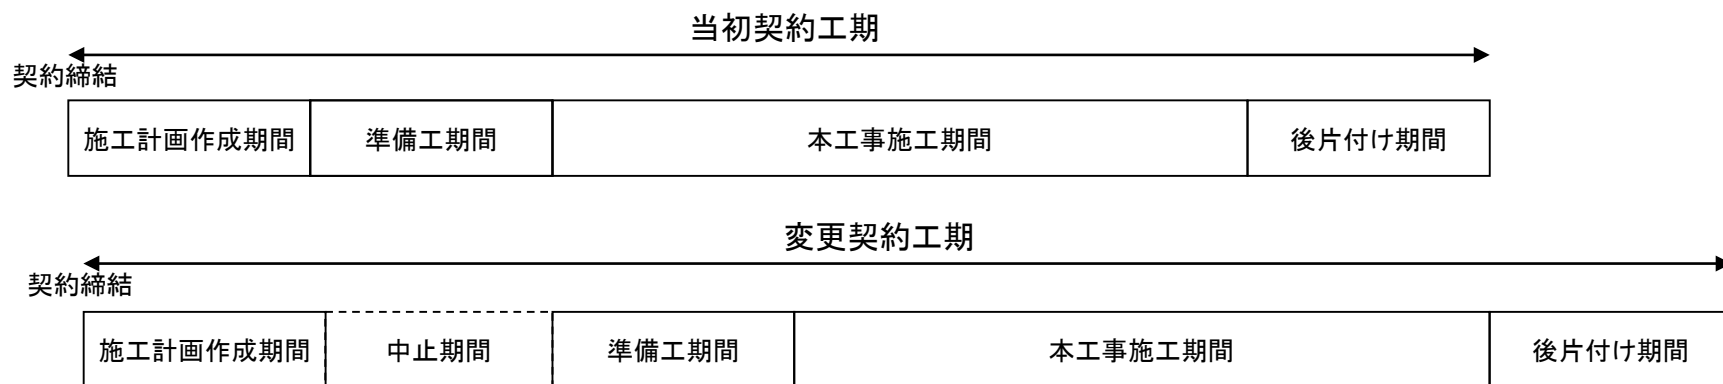 当初契約工期
契約締結
施工計画作成期間 準備工期間 本工事施工期間 後片付け期間
変更契約工期
契約締結
施工計画作成期間 中止期間 準備工期間 本工事施工期間 後片付け期間